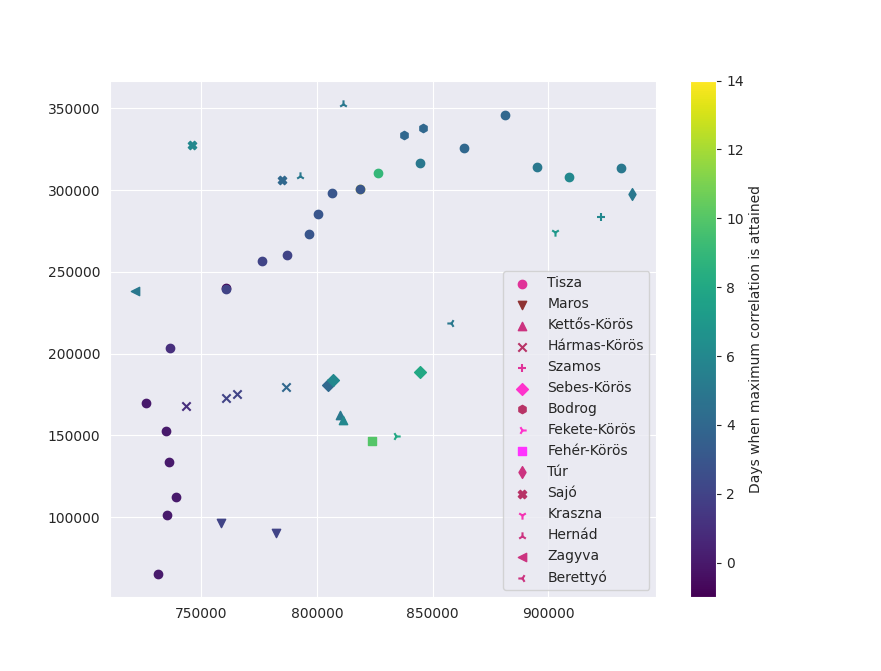 350000
300000
250000
200000
150000
100000
750000
800000
850000
900000
Tisza
Maros
Kettős-Körös
Hármas-Körös
Szamos
Sebes-Körös
Bodrog
Fekete-Körös
Fehér-Körös
Túr
Sajó
Kraszna
Hernád
Zagyva
Berettyó
14
12
10
8
6
4
2
0
Days when maximum correlation is attained